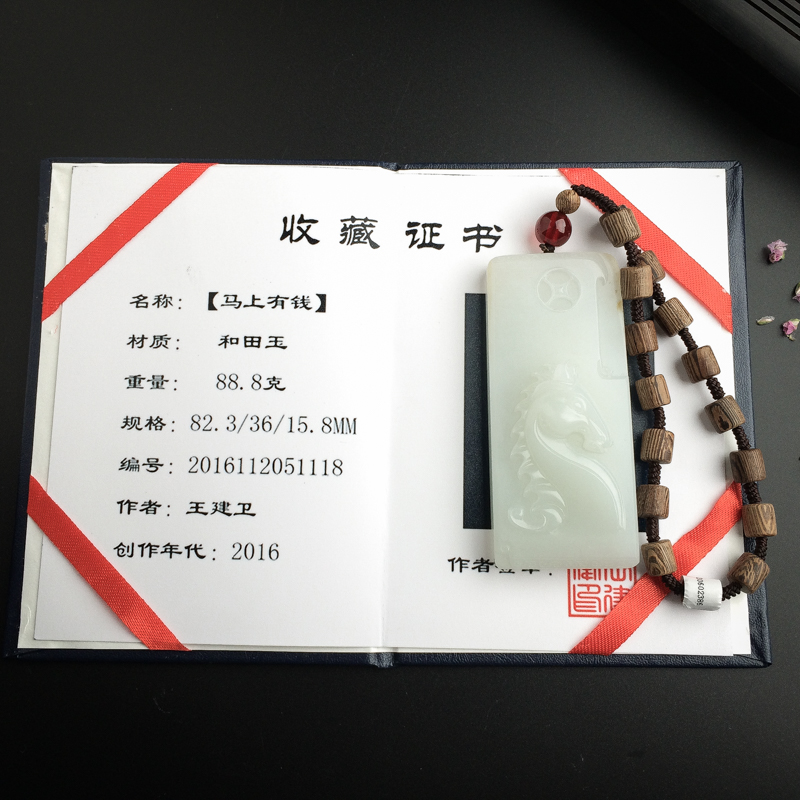 收藏证书
名称：【马上有钱】
材质： 和田玉
重量： 88.8克
规格：82.3/36/15.8MM
编号：2016112051118
作者：王建卫
创作年代：2016
作者签章：